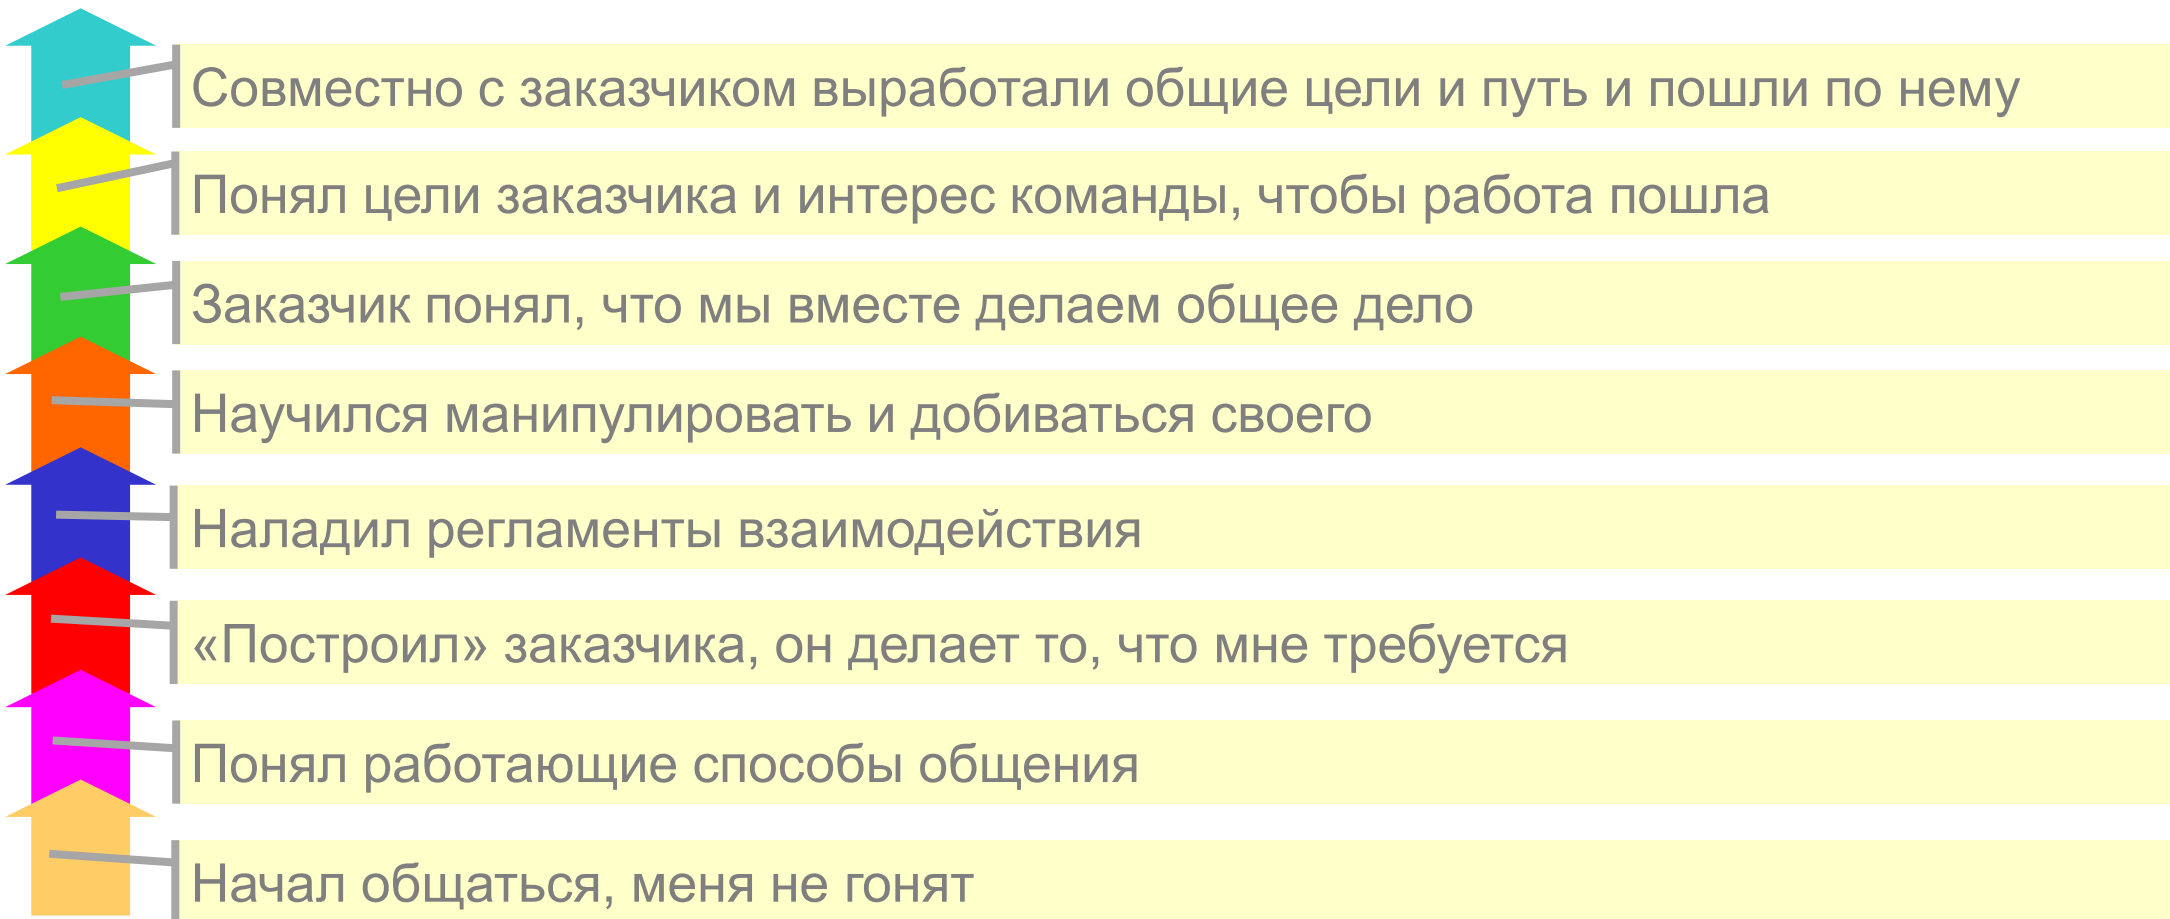 Совместно с заказчиком выработали общие цели и путь и пошли по нему
Понял цели заказчика и интерес команды, чтобы работа пошла
Заказчик понял, что мы вместе делаем общее дело
Научился манипулировать и добиваться своего
Наладил регламенты взаимодействия
«Построил» заказчика, он делает то, что мне требуется
Понял работающие способы общения
Начал общаться, меня не гонят